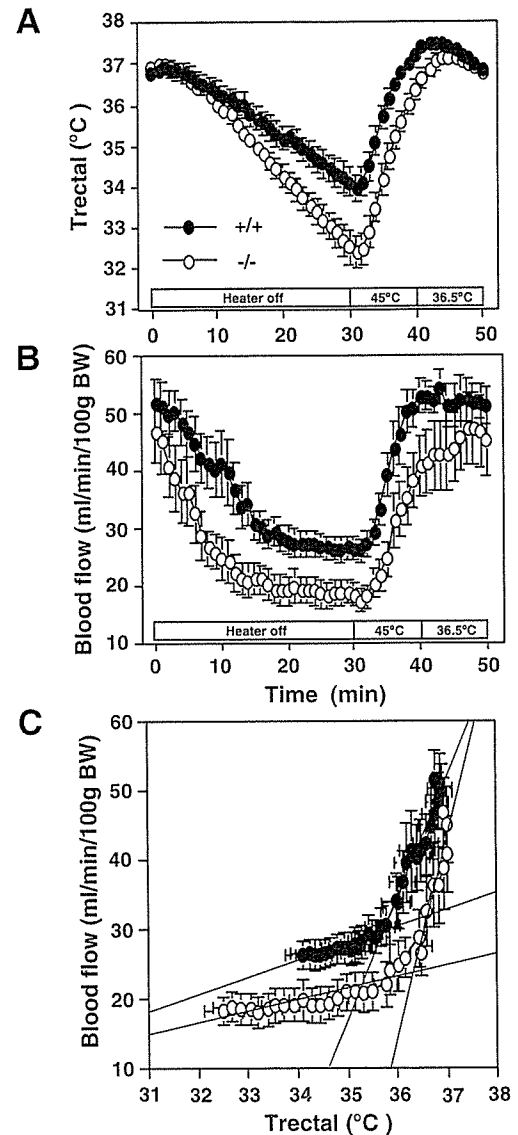 A
Trectal (°C)
38
37
36
35
34
33
32
31
+/+
-/-
Heater off 45°C 36.5°C
0 10 20 30 40 50
B
Blood flow (ml/min/100g BW)
60
50
40
30
20
10
Heater off 45°C 36.5°C
0 10 20 30 40 50
Time (min)
C
Blood flow (ml/min/100g BW)
60
50
40
30
20
10
31 32 33 34 35 36 37 38
Trectal (°C )